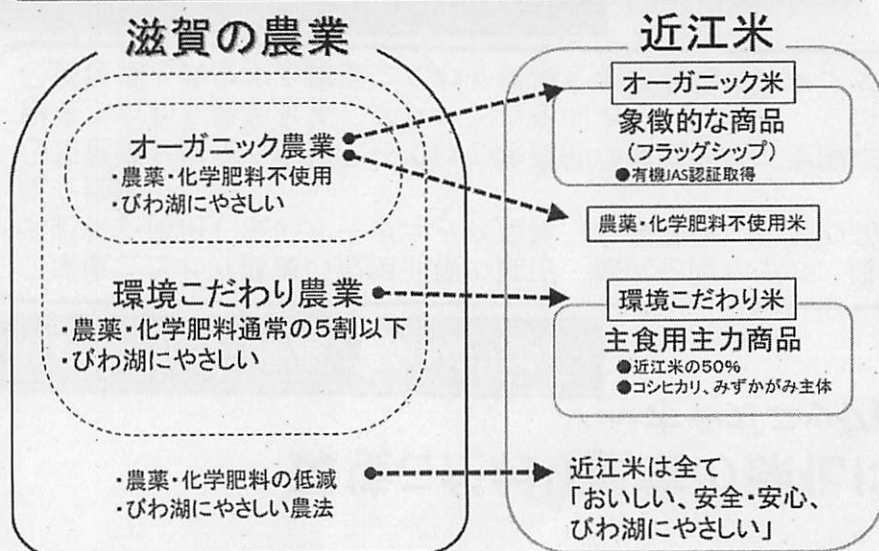 滋賀の農業
オーガニック農業
・農薬・化学肥料不使用
・びわ湖にやさしい
環境こだわり農業
・農薬・化学肥料通常の5割以下
・びわ湖にやさしい
・農薬・化学肥料の低減
・びわ湖にやさしい農法
近江米
オーガニック米
象徴的な商品
(フラッグシップ)
●有機JAS認証取得
農薬・化学肥料不使用米
環境こだわり米
主食用主力商品
●近江米の50%
●コシヒカリ、みずかがみ主体
近江米は全て
「おいしい、安全・安心、
びわ湖にやさしい」